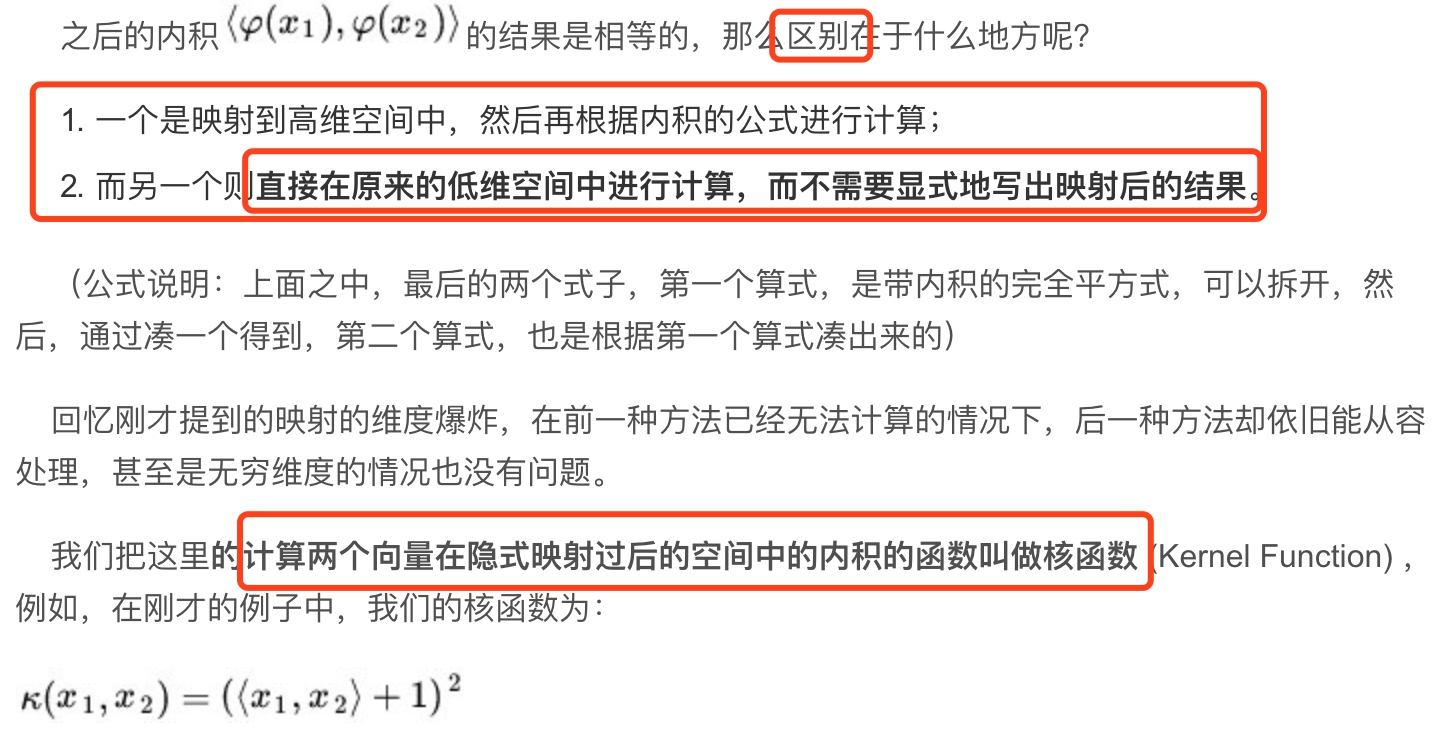 之后的内积 ⟨φ(x₁), φ(x₂)⟩ 的结果是相等的，那么区别在于什么地方呢？
1. 一个是映射到高维空间中，然后再根据内积的公式进行计算；
2. 而另一个则直接在原来的低维空间中进行计算，而不需要显式地写出映射后的结果。
（公式说明：上面之中，最后的两个式子，第一个算式，是带内积的完全平方式，可以拆开，然
后，通过凑一个得到，第二个算式，也是根据第一个算式凑出来的）
回忆刚才提到的映射的维度爆炸，在前一种方法已经无法计算的情况下，后一种方法却依旧能从容
处理，甚至是无穷维度的情况也没有问题。
我们把这里的计算两个向量在隐式映射过后的空间中的内积的函数叫做核函数 (Kernel Function) ，
例如，在刚才的例子中，我们的核函数为：
κ(x₁, x₂) = (⟨x₁, x₂⟩ + 1)²